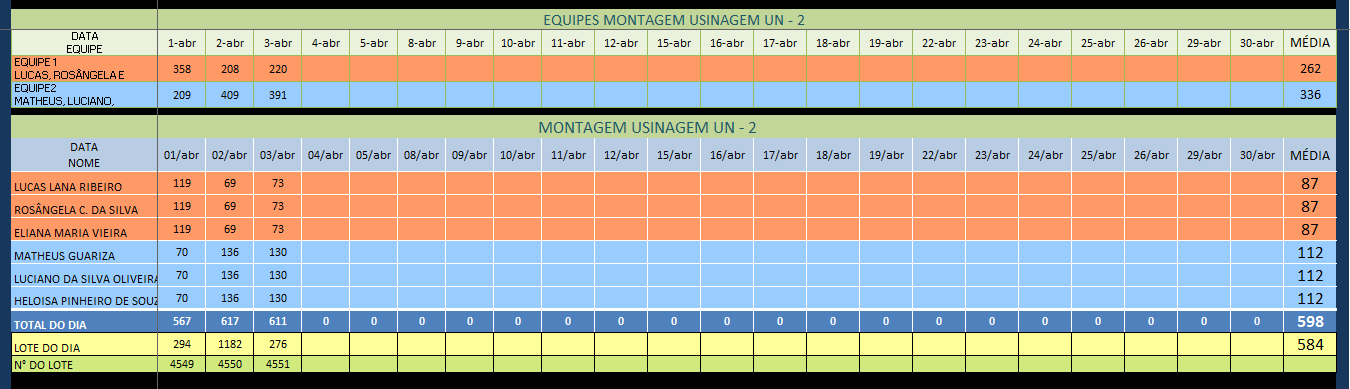 EQUIPES MONTAGEM USINAGEM UN - 2
DATA
EQUIPE
1-abr 2-abr 3-abr 4-abr 5-abr 8-abr 9-abr 10-abr 11-abr 12-abr 15-abr 16-abr 17-abr 18-abr 19-abr 22-abr 23-abr 24-abr 25-abr 26-abr 29-abr 30-abr MÉDIA
EQUIPE 1
LUCAS, ROSÂNGELA E
358 208 220 262
EQUIPE2
MATHEUS, LUCIANO,
209 409 391 336
MONTAGEM USINAGEM UN - 2
DATA
NOME
01/abr 02/abr 03/abr 04/abr 05/abr 08/abr 09/abr 10/abr 11/abr 12/abr 15/abr 16/abr 17/abr 18/abr 19/abr 22/abr 23/abr 24/abr 25/abr 26/abr 29/abr 30/abr MÉDIA
LUCAS LANA RIBEIRO 119 69 73 87
ROSÂNGELA C. DA SILVA 119 69 73 87
ELIANA MARIA VIEIRA 119 69 73 87
MATHEUS GUARIZA 70 136 130 112
LUCIANO DA SILVA OLIVEIRA 70 136 130 112
HELOISA PINHEIRO DE SOUZ 70 136 130 112
TOTAL DO DIA 567 617 611 0 0 0 0 0 0 0 0 0 0 0 0 0 0 0 0 0 0 0 598
LOTE DO DIA 294 1182 276 584
N° DO LOTE 4549 4550 4551